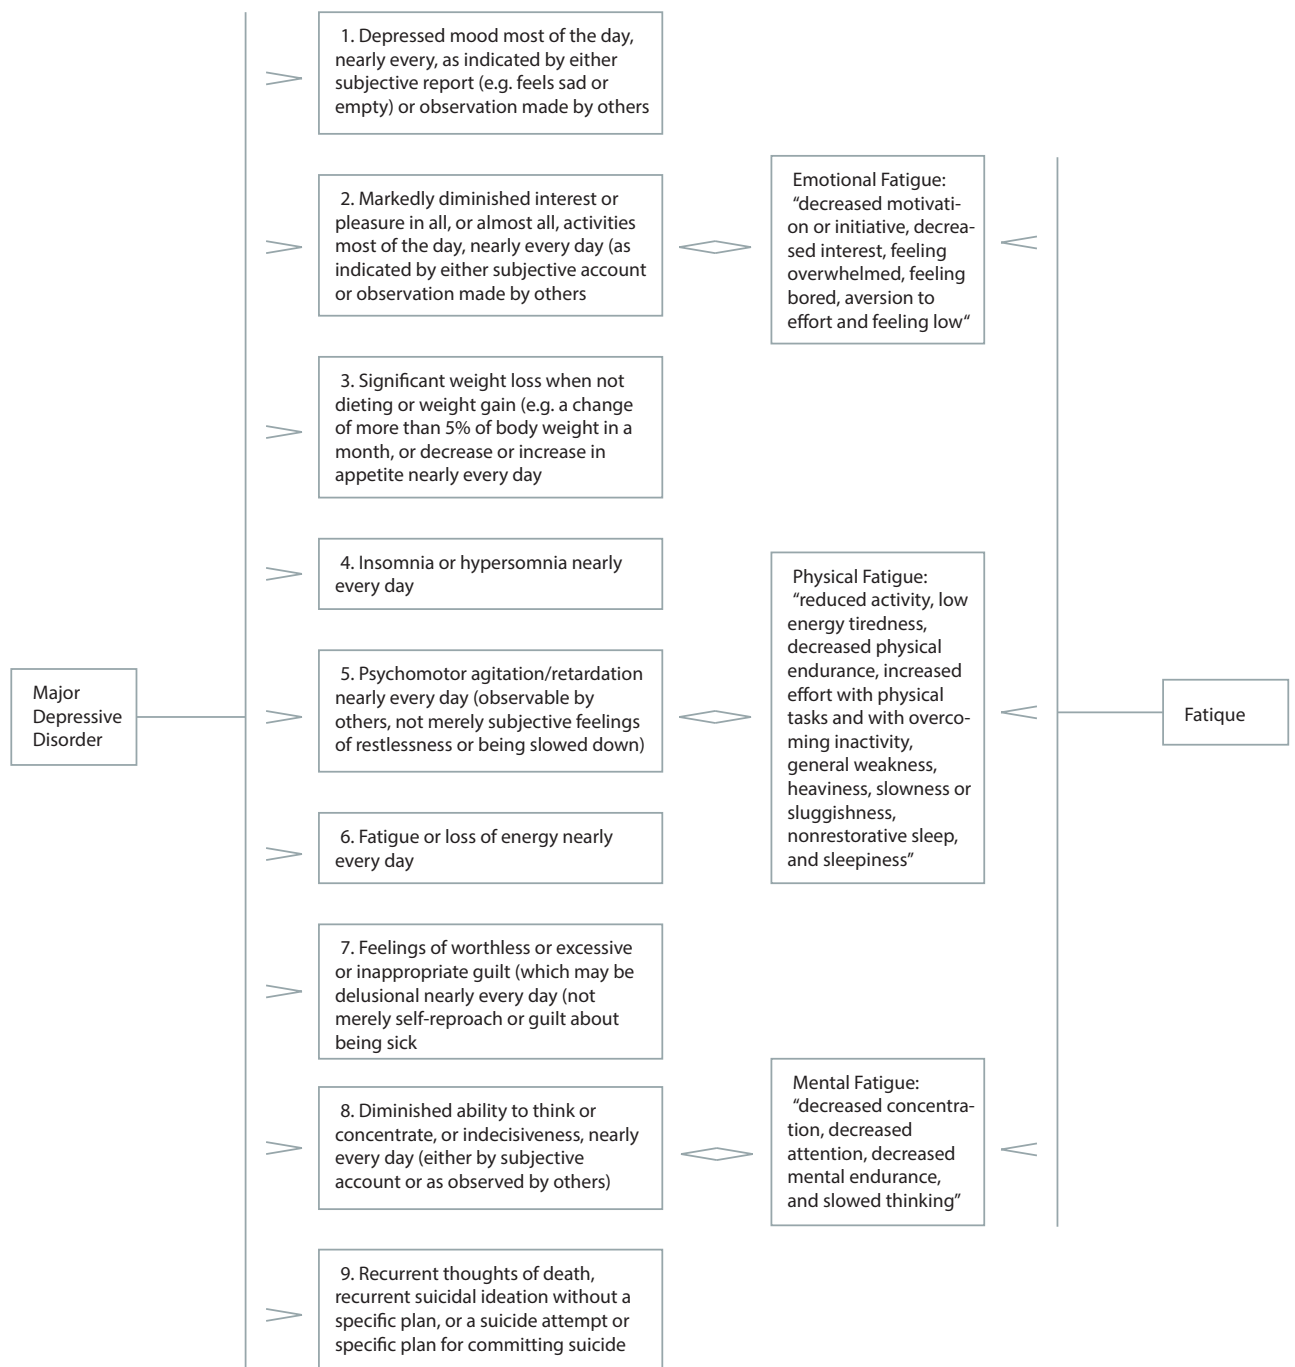 1. Depressed mood most of the day,
nearly every, as indicated by either
subjective report (e.g. feels sad or
empty) or observation made by others
2. Markedly diminished interest or
pleasure in all, or almost all, activities
most of the day, nearly every day (as
indicated by either subjective account
or observation made by others
3. Significant weight loss when not
dieting or weight gain (e.g. a change
of more than 5% of body weight in a
month, or decrease or increase in
appetite nearly every day
4. Insomnia or hypersomnia nearly
every day
Major
Depressive
Disorder
5. Psychomotor agitation/retardation
nearly every day (observable by
others, not merely subjective feelings
of restlessness or being slowed down)
6. Fatigue or loss of energy nearly
every day
7. Feelings of worthless or excessive
or inappropriate guilt (which may be
delusional nearly every day (not
merely self-reproach or guilt about
being sick
8. Diminished ability to think or
concentrate, or indecisiveness, nearly
every day (either by subjective
account or as observed by others)
9. Recurrent thoughts of death,
recurrent suicidal ideation without a
specific plan, or a suicide attempt or
specific plan for committing suicide
Emotional Fatigue:
“decreased motivati-
on or initiative, decrea-
sed interest, feeling
overwhelmed, feeling
bored, aversion to
effort and feeling low“
Physical Fatigue:
“reduced activity, low
energy tiredness,
decreased physical
endurance, increased
effort with physical
tasks and with overco-
ming inactivity,
general weakness,
heaviness, slowness or
sluggishness,
nonrestorative sleep,
and sleepiness”
Mental Fatigue:
“decreased concentra-
tion, decreased
attention, decreased
mental endurance,
and slowed thinking”
Fatique